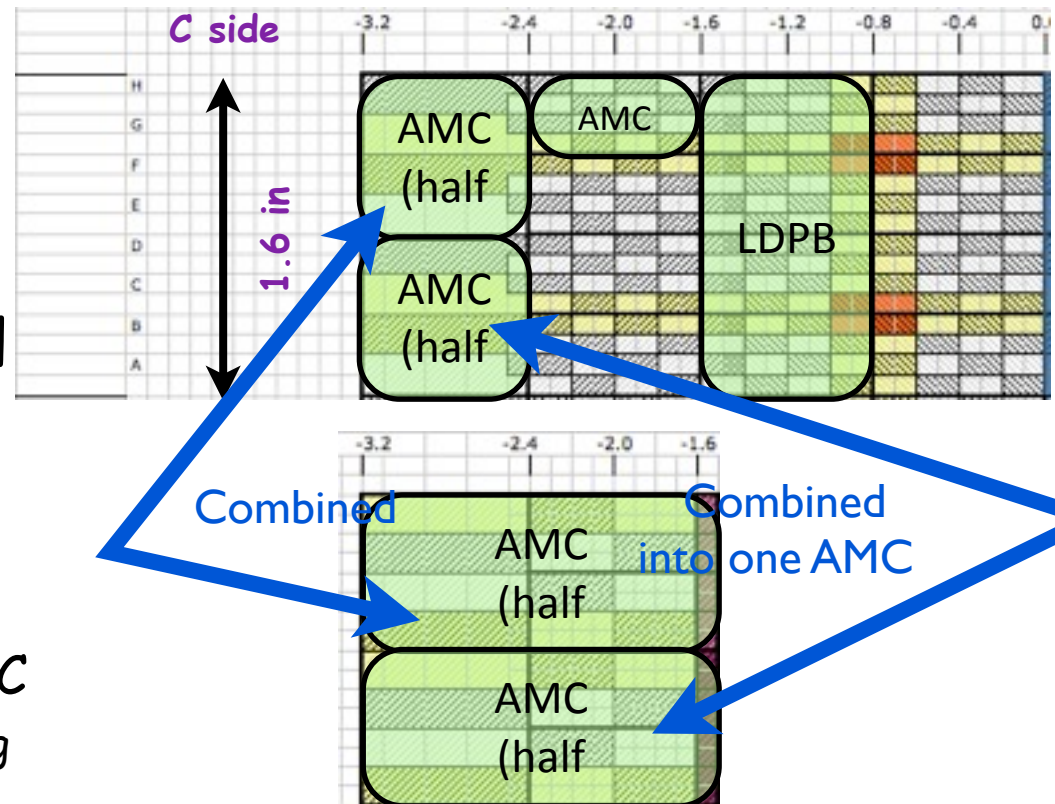 C side
-3.2 -2.4 -2.0 -1.6 -1.2 -0.8 -0.4 0.
H
G
F
E
D
C
B
A
1.6 in
AMC
(half
AMC
AMC
(half
LDPB
-3.2 -2.4 -2.0 -1.6
Combined
Combined
into one AMC
AMC
(half
AMC
(half
C
g